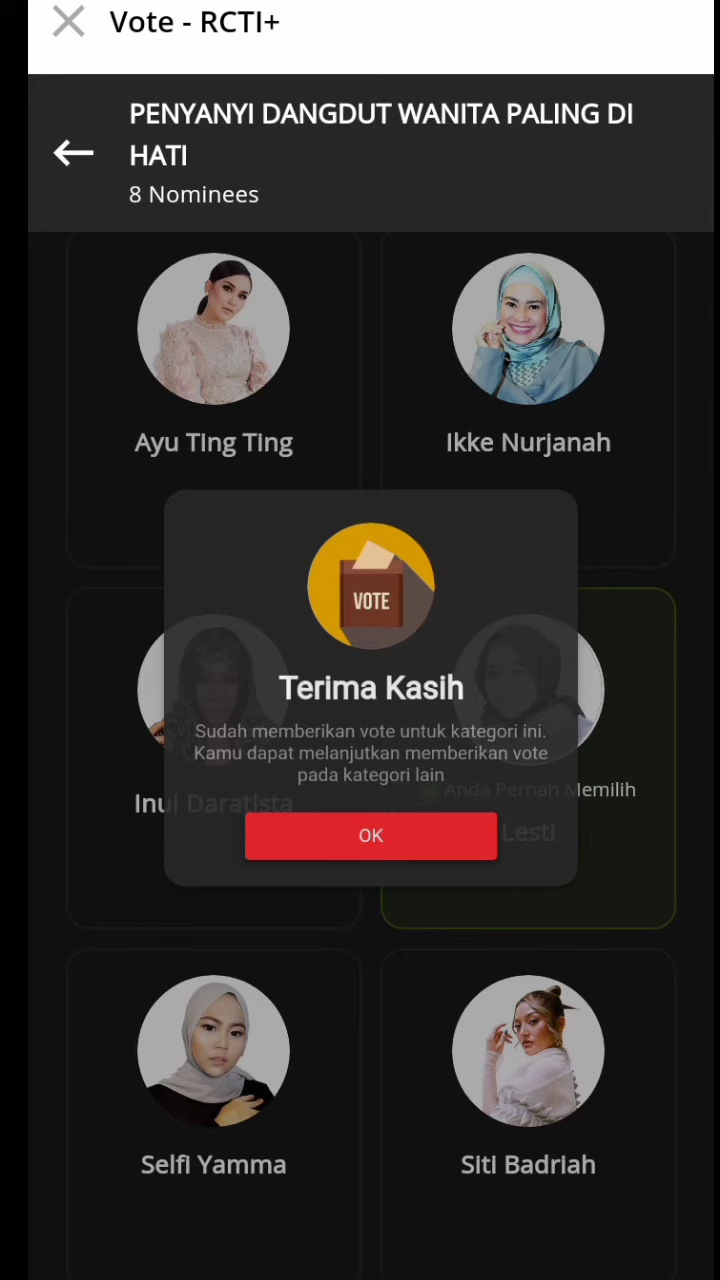 Vote - RCTI+
PENYANYI DANGDUT WANITA PALING DI
HATI
8 Nominees
Ayu Ting Ting
Ikke Nurjanah
VOTE
Terima Kasih
Sudah memberikan vote untuk kategori ini.
Kamu dapat melanjutkan memberikan vote
pada kategori lain
OK
Inul Daratista
Anda Pernah Memilih
Lesti
Selfi Yamma
Siti Badriah